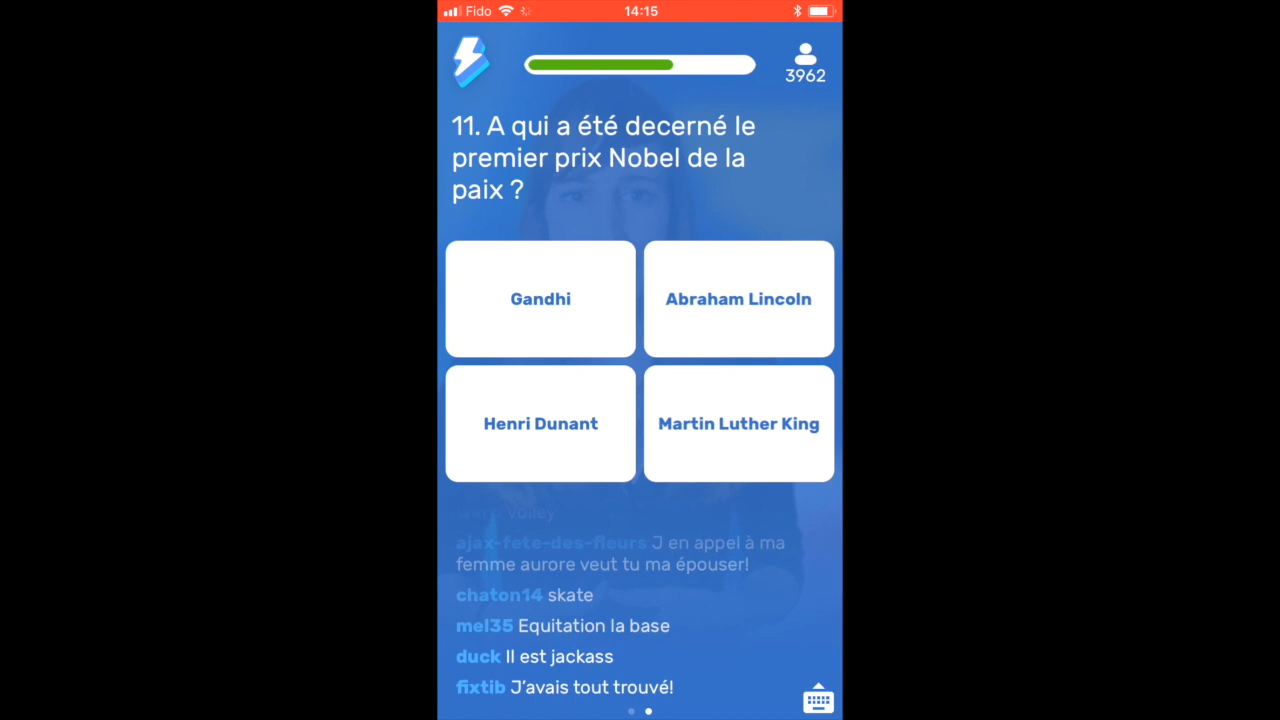 Fido
14:15
3962
11. A qui a été decerné le
premier prix Nobel de la
paix ?
Gandhi
Abraham Lincoln
Henri Dunant
Martin Luther King
Volley
ajax-fete-des-fleurs J en appel à ma
femme aurore veut tu ma épouser!
chaton14 skate
mel35 Equitation la base
duck Il est jackass
fixtib J'avais tout trouvé!